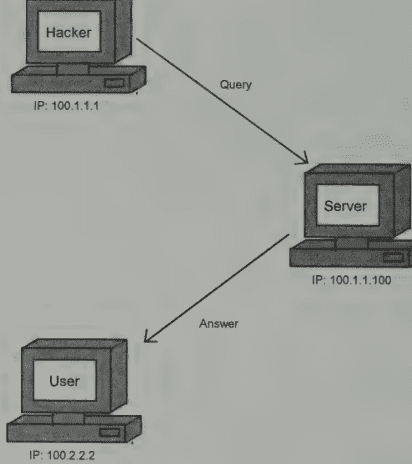 Hacker
IP: 100.1.1.1
Query
Server
IP: 100.1.1.100
Answer
User
IP: 100.2.2.2